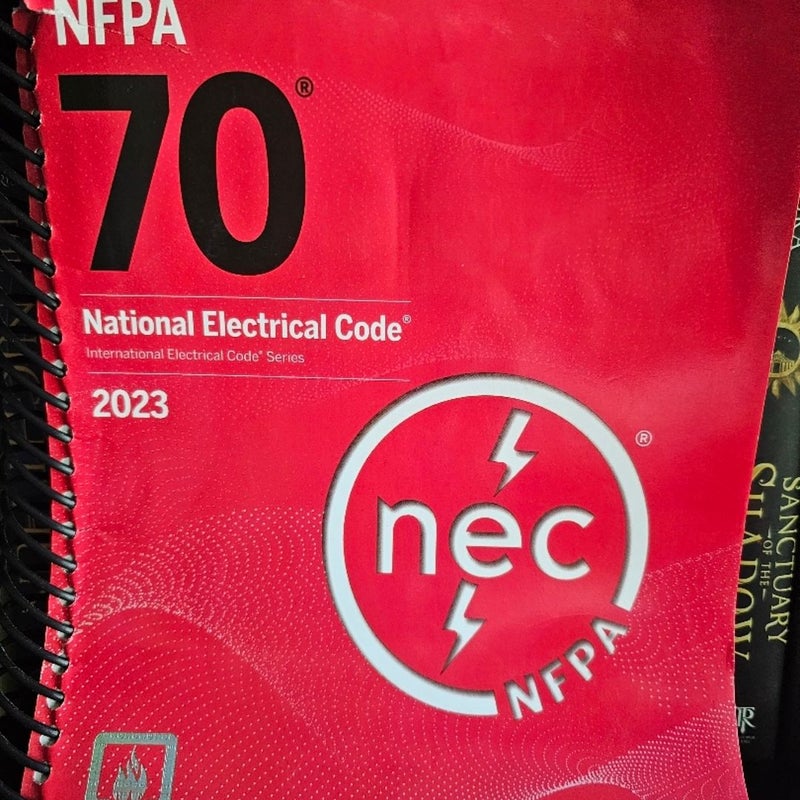 NFPA
70®
National Electrical Code®
International Electrical Code® Series
2023
®
nec
NFPA
SANCTUARY
OF THE
SHADOW